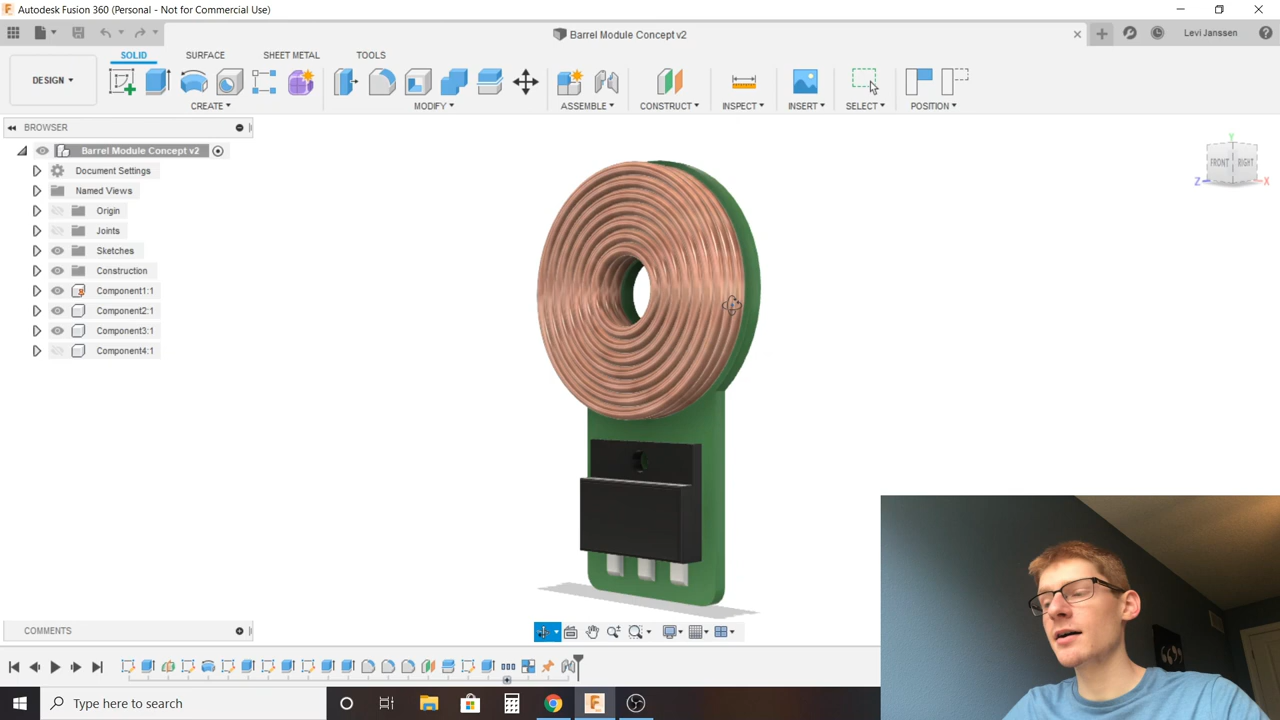 Autodesk Fusion 360 (Personal - Not for Commercial Use)
Barrel Module Concept v2
Levi Janssen
DESIGN
SOLID
SURFACE
SHEET METAL
TOOLS
CREATE
MODIFY
ASSEMBLE
CONSTRUCT
INSPECT
INSERT
SELECT
POSITION
BROWSER
Barrel Module Concept v2
Document Settings
Named Views
Origin
Joints
Sketches
Construction
Component1:1
Component2:1
Component3:1
Component4:1
Y
FRONT
RIGHT
Z
X
COMMENTS
Type here to search